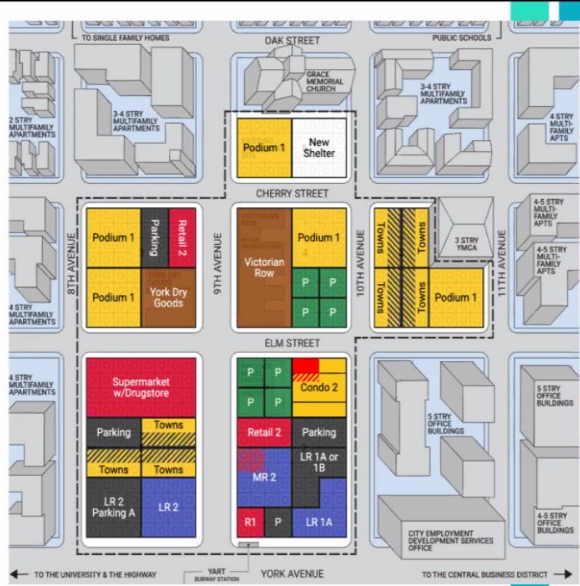 TO SINGLE FAMILY HOMES
OAK STREET
PUBLIC SCHOOLS
GRACE
MEMORIAL
CHURCH
2 STRY
MULTIFAMILY
APARTMENTS
3-4 STRY
MULTIFAMILY
APARTMENTS
3-4 STRY
MULTIFAMILY
APARTMENTS
4 STRY
MULTI-
FAMILY
APTS
Podium 1
New
Shelter
CHERRY STREET
8TH AVENUE
9TH AVENUE
10TH AVENUE
11TH AVENUE
Podium 1
Parking
Retail 2
Podium 1
York Dry
Goods
Victorian
Row
Podium 1
P
P
P
P
Towns
Towns
Towns
Towns
Podium 1
3 STRY
YMCA
4-5 STRY
MULTI-
FAMILY
APTS
4-5 STRY
MULTI-
FAMILY
APTS
4 STRY
MULTIFAMILY
APARTMENTS
ELM STREET
4 STRY
MULTIFAMILY
APARTMENTS
Supermarket
w/Drugstore
Parking
Towns
Towns
Towns
LR 2
Parking A
LR 2
P
P
P
P
Condo 2
Retail 2
Parking
MR 2
LR 1A or
1B
R1
P
LR 1A
5 STRY
OFFICE
BUILDINGS
5 STRY
OFFICE
BUILDINGS
4-5 STRY
OFFICE
BUILDINGS
CITY EMPLOYMENT
DEVELOPMENT SERVICES
OFFICE
TO THE UNIVERSITY & THE HIGHWAY
YART
SUBWAY STATION
YORK AVENUE
TO THE CENTRAL BUSINESS DISTRICT